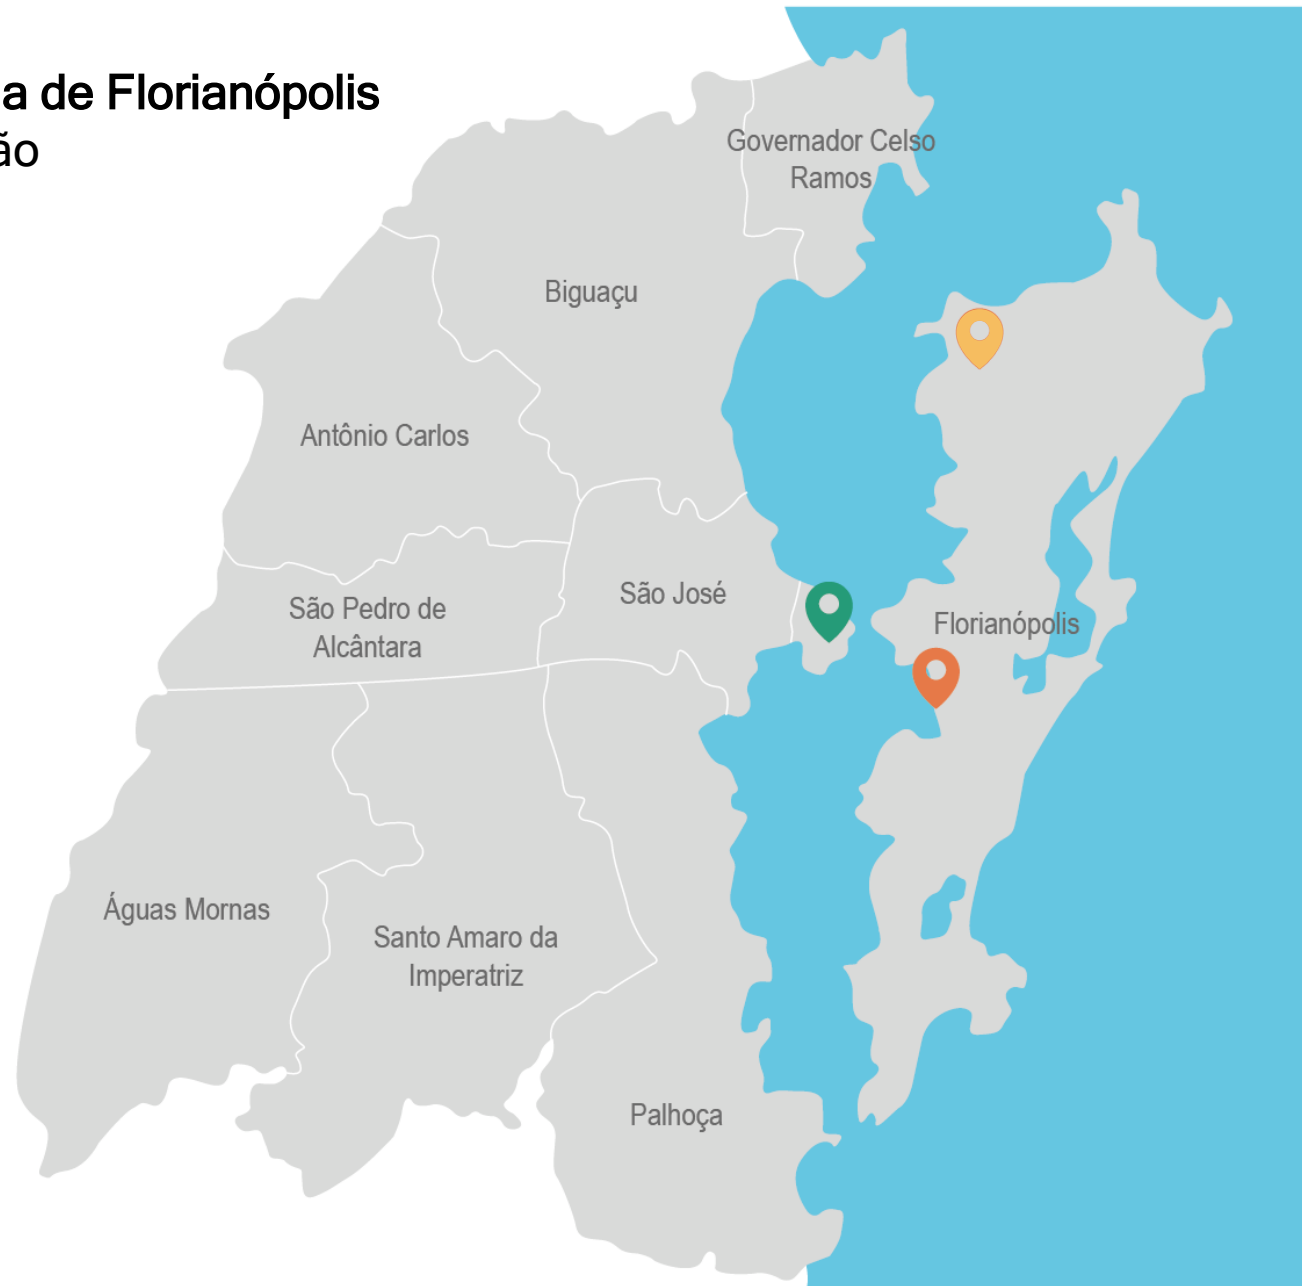 a de Florianópolis
ão
Governador Celso
Ramos
Biguaçu
Antônio Carlos
São José
São Pedro de
Alcântara
Florianópolis
Águas Mornas
Santo Amaro da
Imperatriz
Palhoça